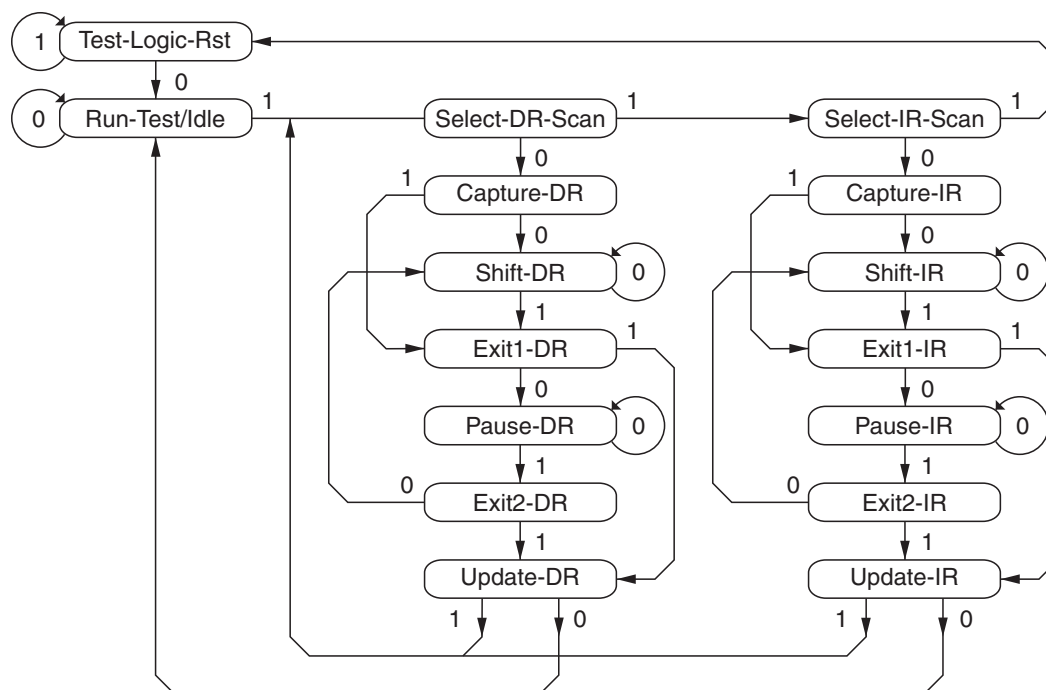 1
Test-Logic-Rst
0
0
Run-Test/Idle
1
Select-DR-Scan
1
Select-IR-Scan
1
0
0
1
Capture-DR
1
Capture-IR
0
0
Shift-DR
0
Shift-IR
0
1
1
Exit1-DR
1
Exit1-IR
1
0
0
Pause-DR
0
Pause-IR
0
1
1
0
Exit2-DR
0
Exit2-IR
1
1
Update-DR
Update-IR
1
0
1
0